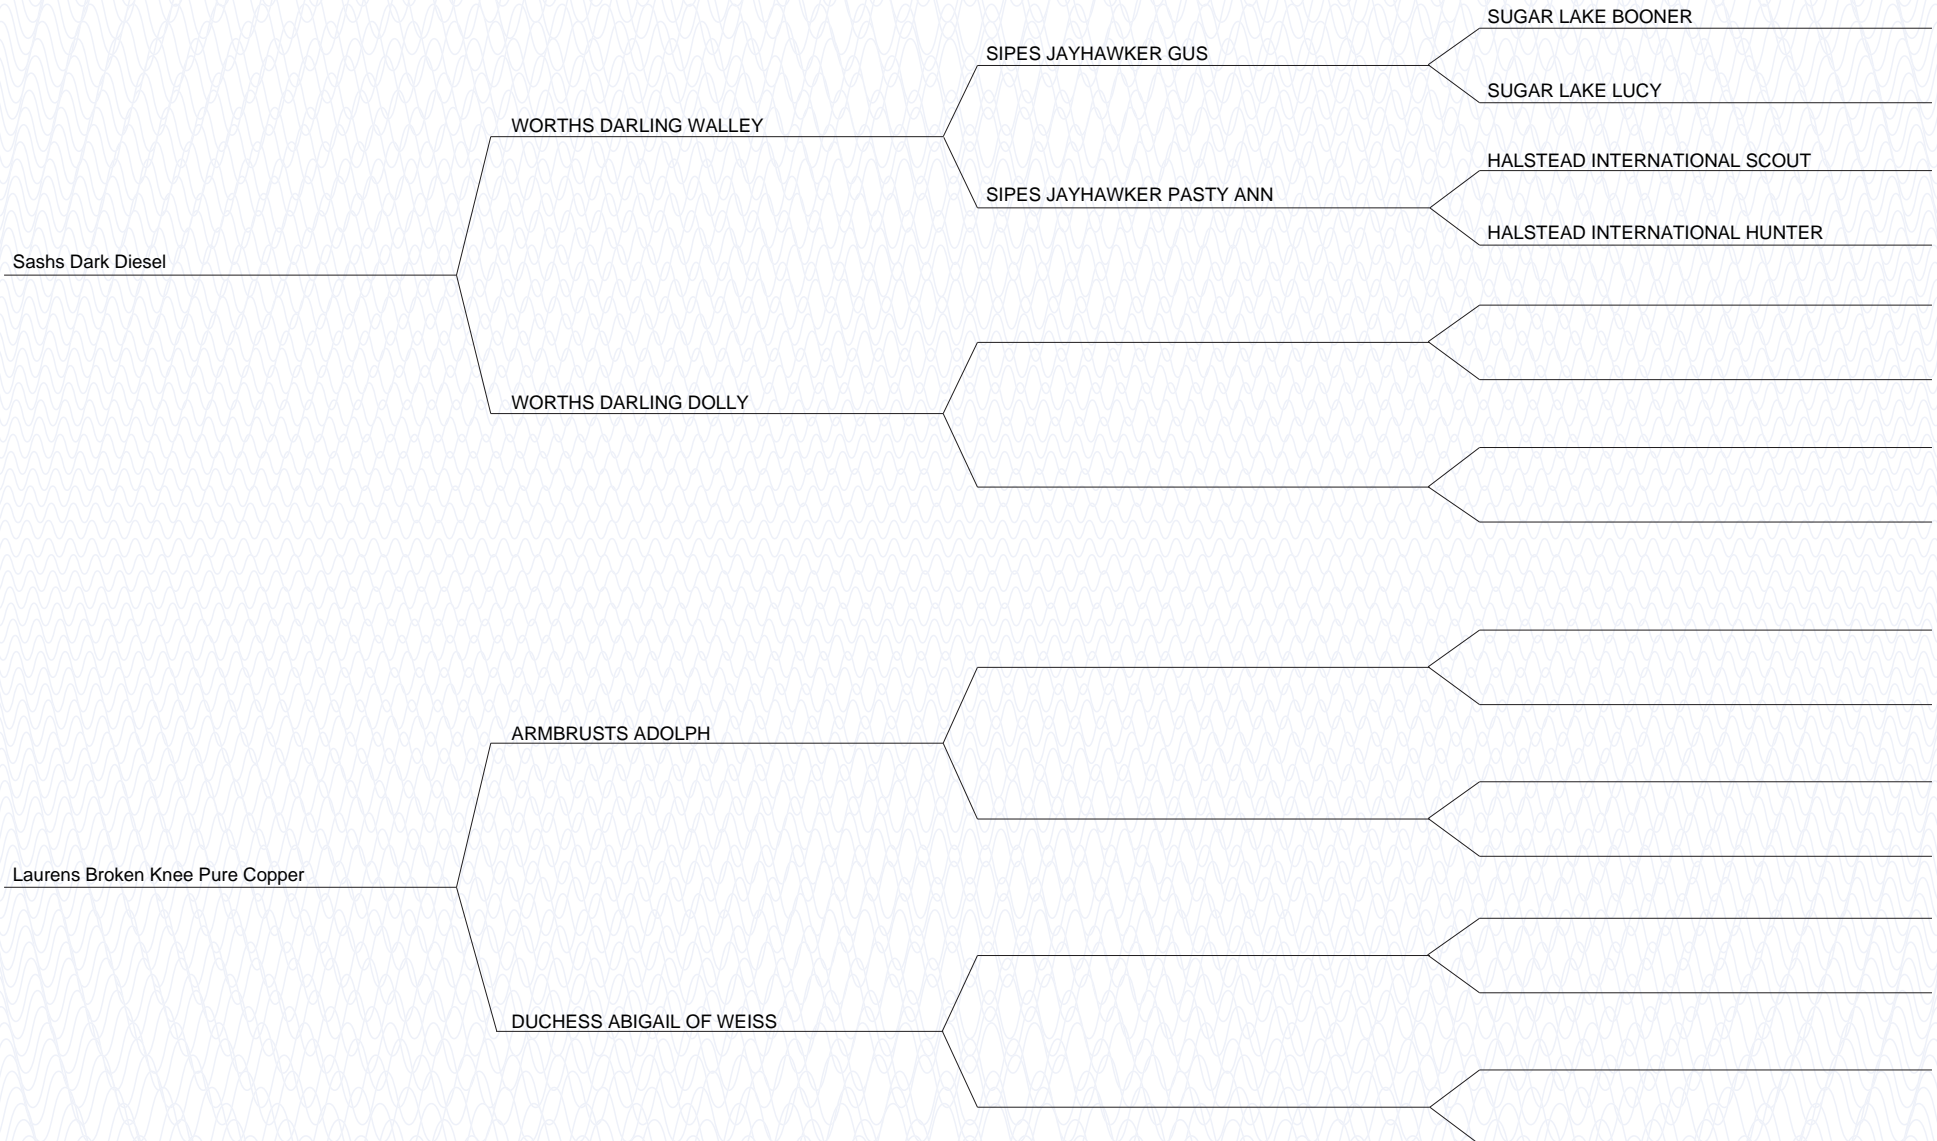 SUGAR LAKE BOONER
SIPES JAYHAWKER GUS
SUGAR LAKE LUCY
WORTHS DARLING WALLEY
HALSTEAD INTERNATIONAL SCOUT
SIPES JAYHAWKER PASTY ANN
HALSTEAD INTERNATIONAL HUNTER
Sashs Dark Diesel
WORTHS DARLING DOLLY
ARMBRUSTS ADOLPH
Laurens Broken Knee Pure Copper
DUCHESS ABIGAIL OF WEISS